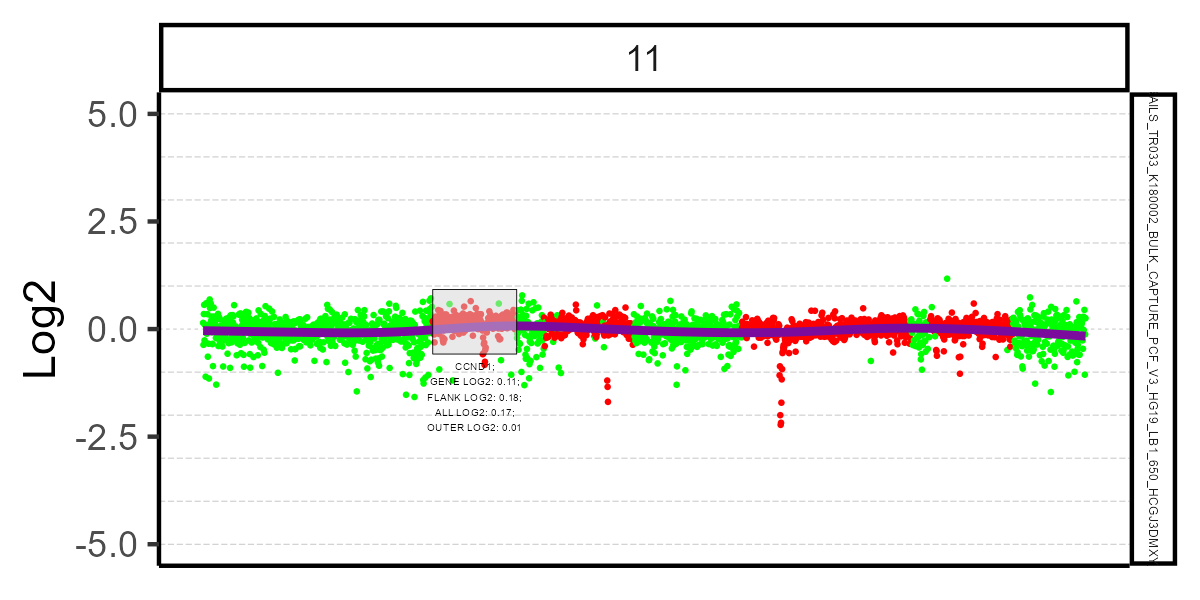 11
5.0
2.5
0.0
-2.5
-5.0
Log2
CCND1;
GENE LOG2: 0.11;
FLANK LOG2: 0.18;
ALL LOG2: 0.17;
OUTER LOG2: 0.01
AILS_TR033_K180002_BULK_CAPTURE_PCF_V3_HG19_LB1_650_HCGJ3DMXY